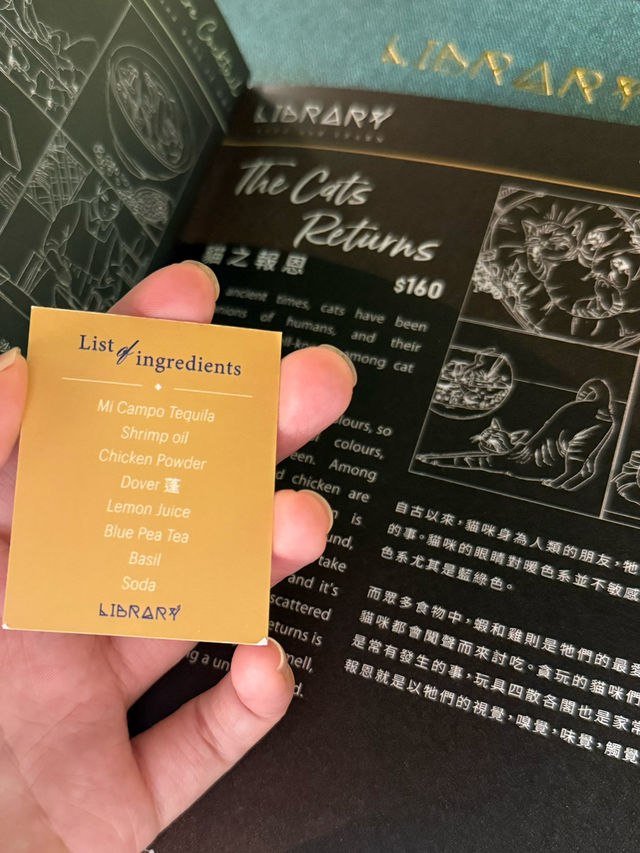 LIBRARY
LIBRARY
The Cats
Returns
貓之報恩
$160
ancient times, cats have been
of humans, and their
among cat
colours, so
colours,
Among
chicken are
is
take
and it's
scattered
is
List of ingredients
Mi Campo Tequila
Shrimp oil
Chicken Powder
Dover 蓬
Lemon Juice
Blue Pea Tea
Basil
Soda
LIBRARY
自古以來，貓咪身為人類的朋友，牠
的事。貓咪的眼睛對暖色系並不敏感
色系尤其是藍綠色。
而眾多食物中，蝦和雞則是牠們的最
貓咪都會聞聲而來討吃。貪玩的貓咪們
是常有發生的事，玩具四散各閣也是家常
報恩就是以牠們的視覺，嗅覺，味覺，觸覺